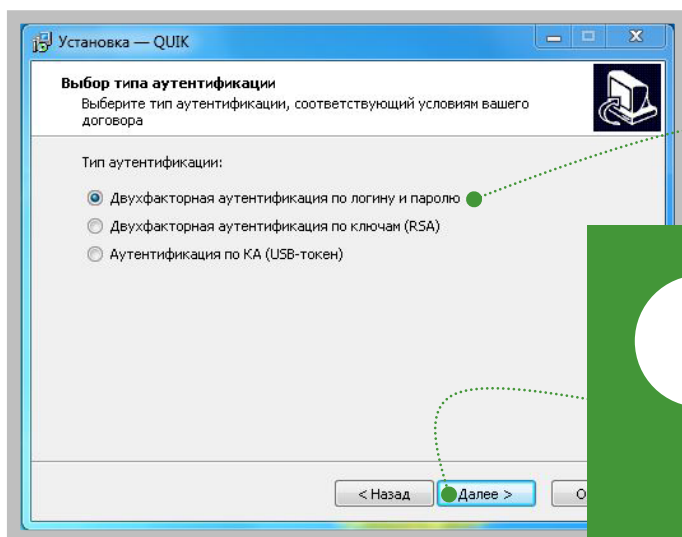 Установка — QUIK
Выбор типа аутентификации
Выберите тип аутентификации, соответствующий условиям вашего
договора
Тип аутентификации:
Двухфакторная аутентификация по логину и паролю
Двухфакторная аутентификация по ключам (RSA)
Аутентификация по КА (USB-токен)
< Назад Далее >